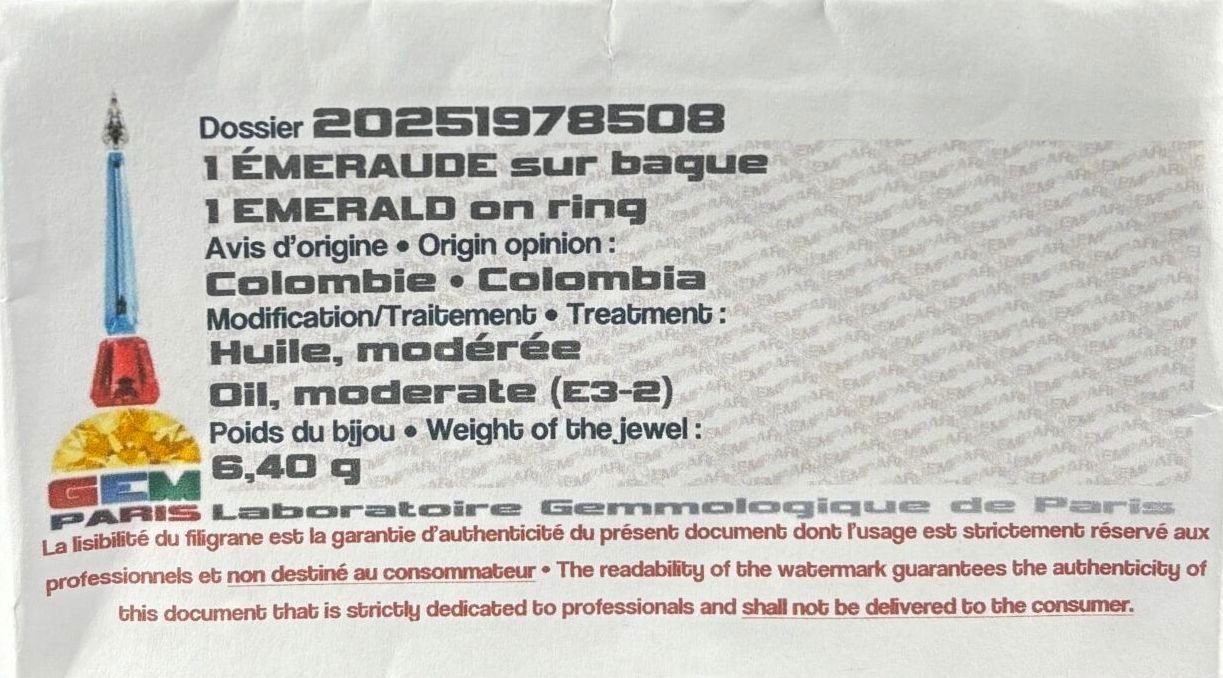 Dossier 20251978508
1 ÉMERAUDE sur bague
1 EMERALD on ring
Avis d'origine • Origin opinion :
Colombie • Colombia
Modification/Traitement • Treatment :
Huile, modérée
Oil, moderate (E3-2)
Poids du bijou • Weight of the jewel :
6,40 g
GEM
PARIS Laboratoire Gemmologique de Paris
La lisibilité du filigrane est la garantie d'authenticité du présent document dont l'usage est strictement réservé aux
professionnels et non destiné au consommateur • The readability of the watermark guarantees the authenticity of
this document that is strictly dedicated to professionals and shall not be delivered to the consumer.